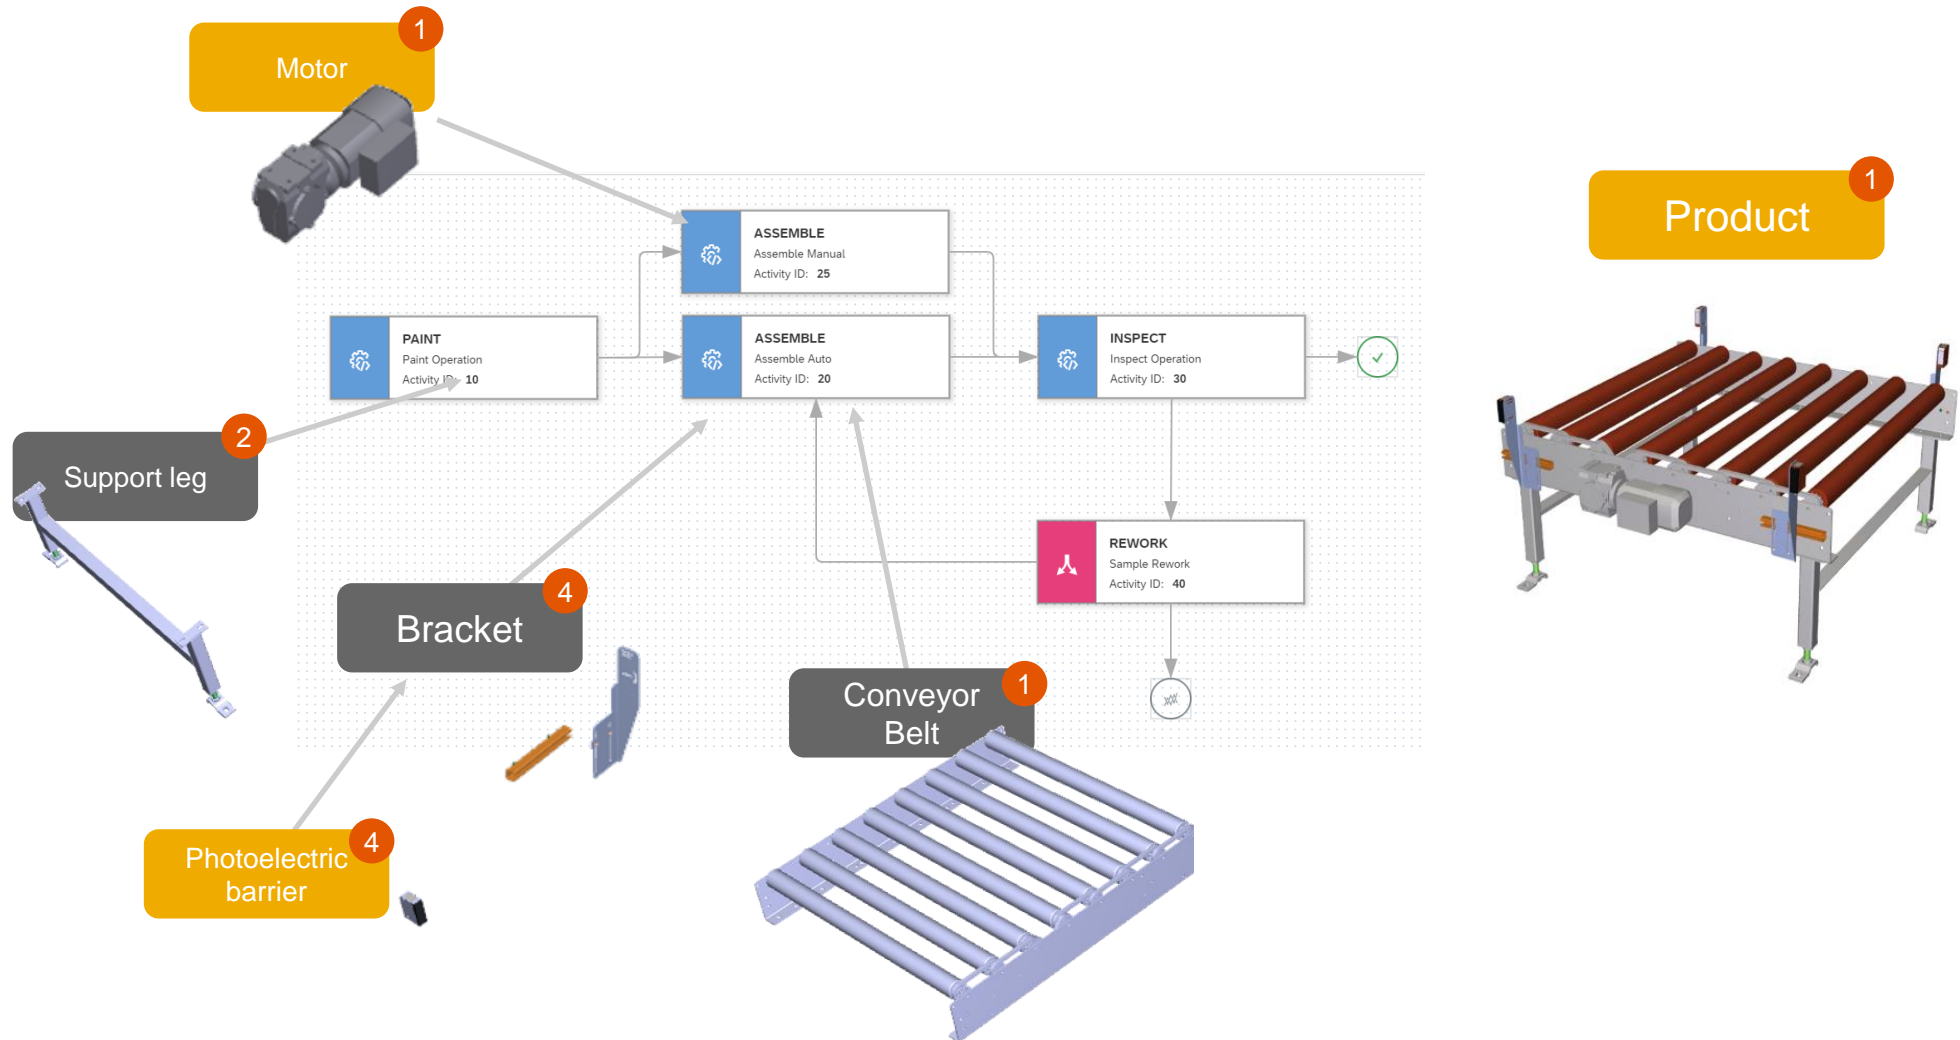 1
Motor
1
Product
ASSEMBLE
Assemble Manual
Activity ID: 25
PAINT
Paint Operation
Activity ID: 10
ASSEMBLE
Assemble Auto
Activity ID: 20
INSPECT
Inspect Operation
Activity ID: 30
2
Support leg
REWORK
Sample Rework
Activity ID: 40
4
Bracket
1
Conveyor
Belt
4
Photoelectric
barrier